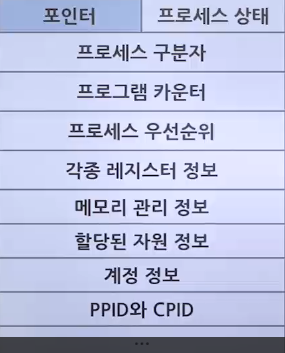 포인터 프로세스 상태
프로세스 구분자
프로그램 카운터
프로세스 우선순위
각종 레지스터 정보
메모리 관리 정보
할당된 자원 정보
계정 정보
PPID와 CPID
...